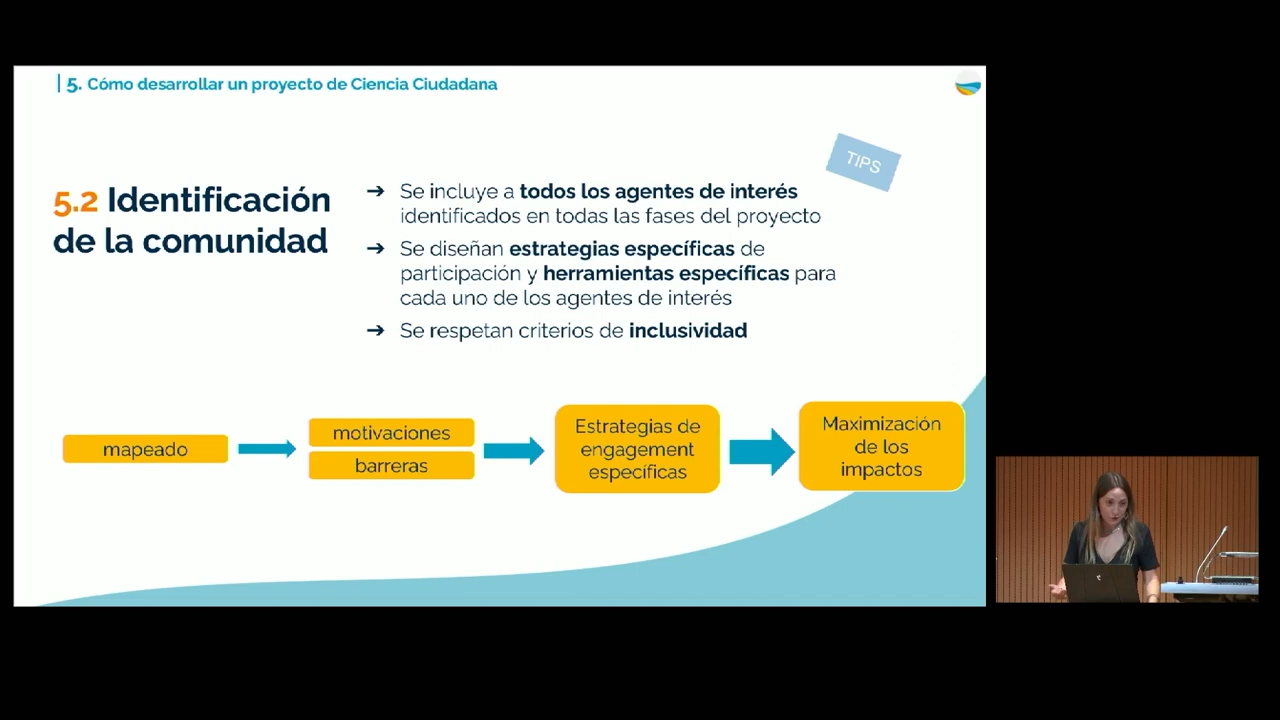 | 5. Cómo desarrollar un proyecto de Ciencia Ciudadana
TIPS
5.2 Identificación
de la comunidad
➔ Se incluye a todos los agentes de interés
identificados en todas las fases del proyecto
➔ Se diseñan estrategias específicas de
participación y herramientas específicas para
cada uno de los agentes de interés
➔ Se respetan criterios de inclusividad
mapeado
motivaciones
barreras
Estrategias de
engagement
específicas
Maximización
de los
impactos